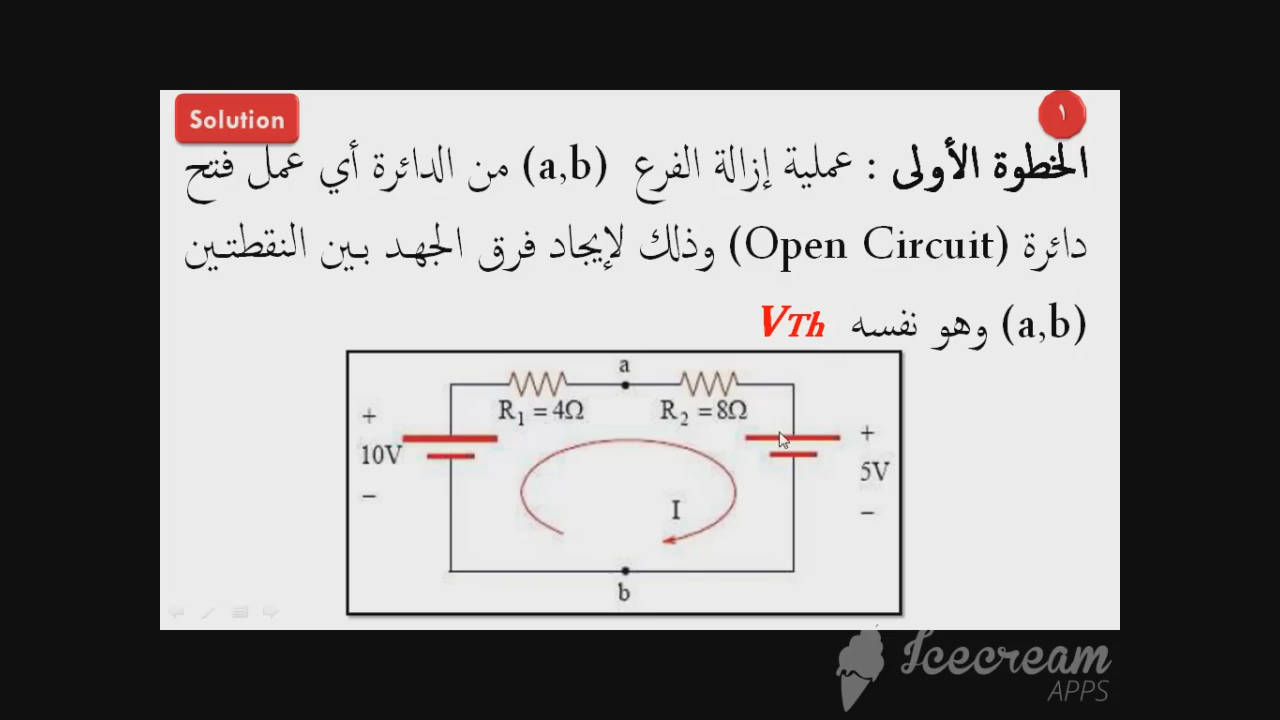 Solution
١
الخطوة الأولى : عملية إزالة الفرع (a,b) من الدائرة أي عمل فتح
دائرة (Open Circuit) وذلك لإيجاد فرق الجهد بين النقطتين
(a,b) وهو نفسه VTh
a
R1 = 4Ω R2 = 8Ω
+ +
10V 5V
− −
I
b
Icecream
APPS